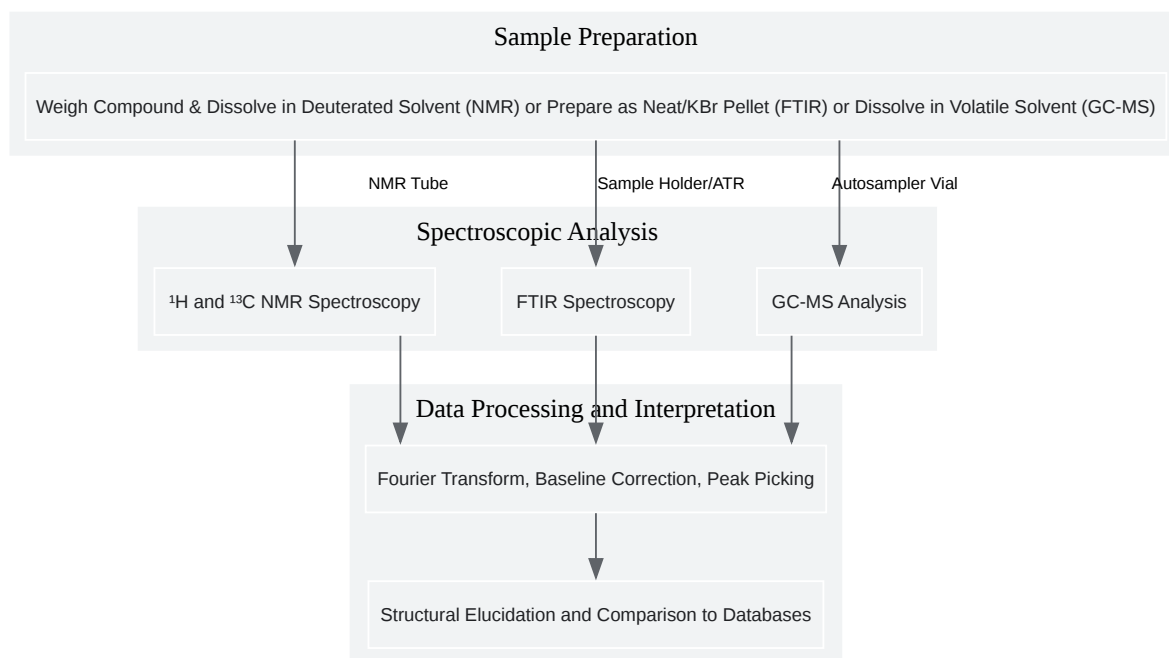 Sample Preparation
Weigh Compound & Dissolve in Deuterated Solvent (NMR) or Prepare as Neat/KBr Pellet (FTIR) or Dissolve in Volatile Solvent (GC-MS)
NMR Tube
Sample Holder/ATR
Autosampler Vial
Spectroscopic Analysis
¹H and ¹³C NMR Spectroscopy
FTIR Spectroscopy
GC-MS Analysis
Data Processing and Interpretation
Fourier Transform, Baseline Correction, Peak Picking
Structural Elucidation and Comparison to Databases